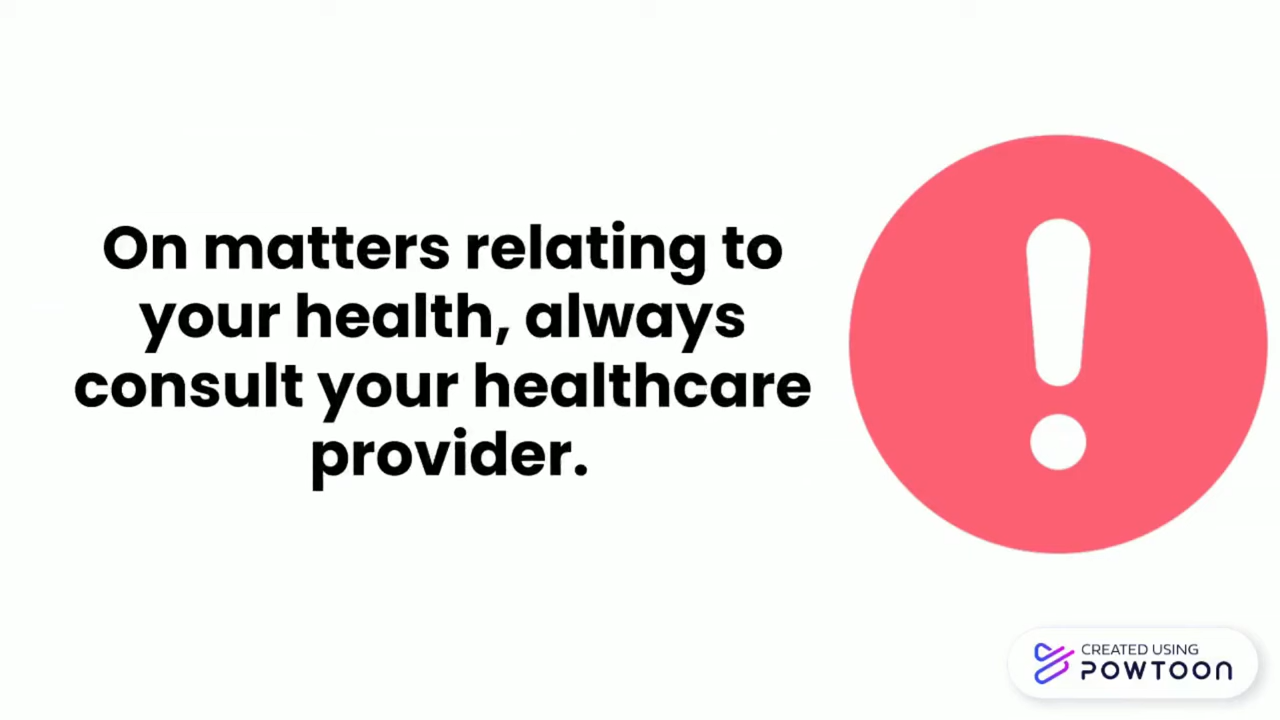 On matters relating to
your health, always
consult your healthcare
provider.
CREATED USING
POWTOON